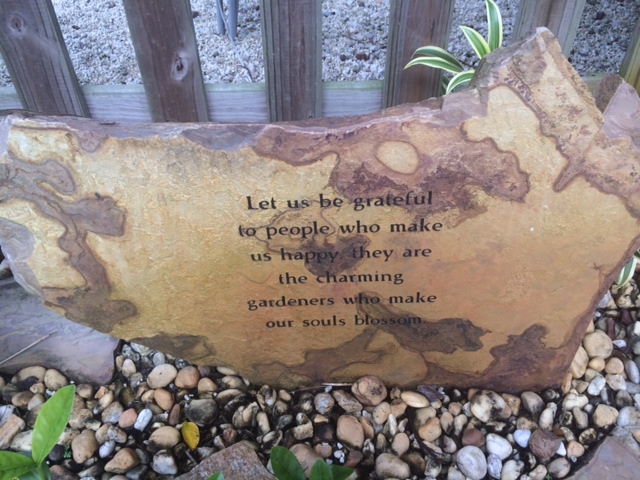 Let us be grateful
to people who make
us happy, they are
the charming
gardeners who make
our souls blossom.